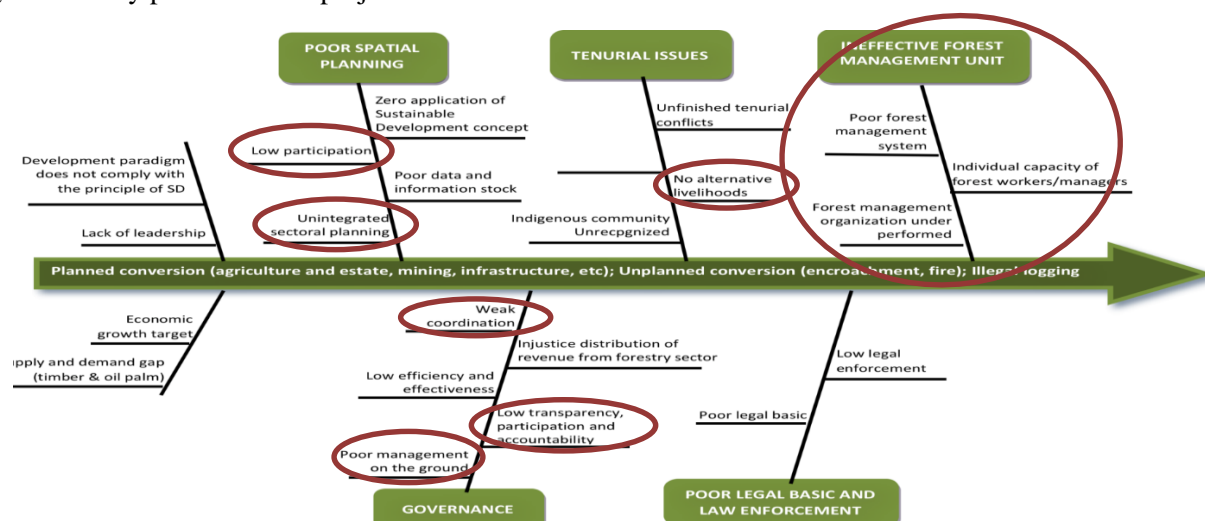 POOR SPATIAL
PLANNING
TENURIAL ISSUES
INEFFECTIVE FOREST
MANAGEMENT UNIT
Zero application of
Sustainable
Development concept
Low participation
Poor data and
information stock
Unintegrated
sectoral planning
Development paradigm
does not comply with
the principle of SD
Lack of leadership
Unfinished tenurial
conflicts
No alternative
livelihoods
Indigenous community
Unrecpgnized
Poor forest
management
system
Individual capacity of
forest workers/managers
Forest management
organization under
performed
Planned conversion (agriculture and estate, mining, infrastructure, etc); Unplanned conversion (encroachment, fire); Illegal logging
Economic
growth target
pply and demand gap
(timber & oil palm)
Weak
coordination
Injustice distribution of
revenue from forestry sector
Low efficiency and
effectiveness
Low transparency,
participation and
accountability
Poor management
on the ground
Low legal
enforcement
Poor legal basic
GOVERNANCE
POOR LEGAL BASIC AND
LAW ENFORCEMENT